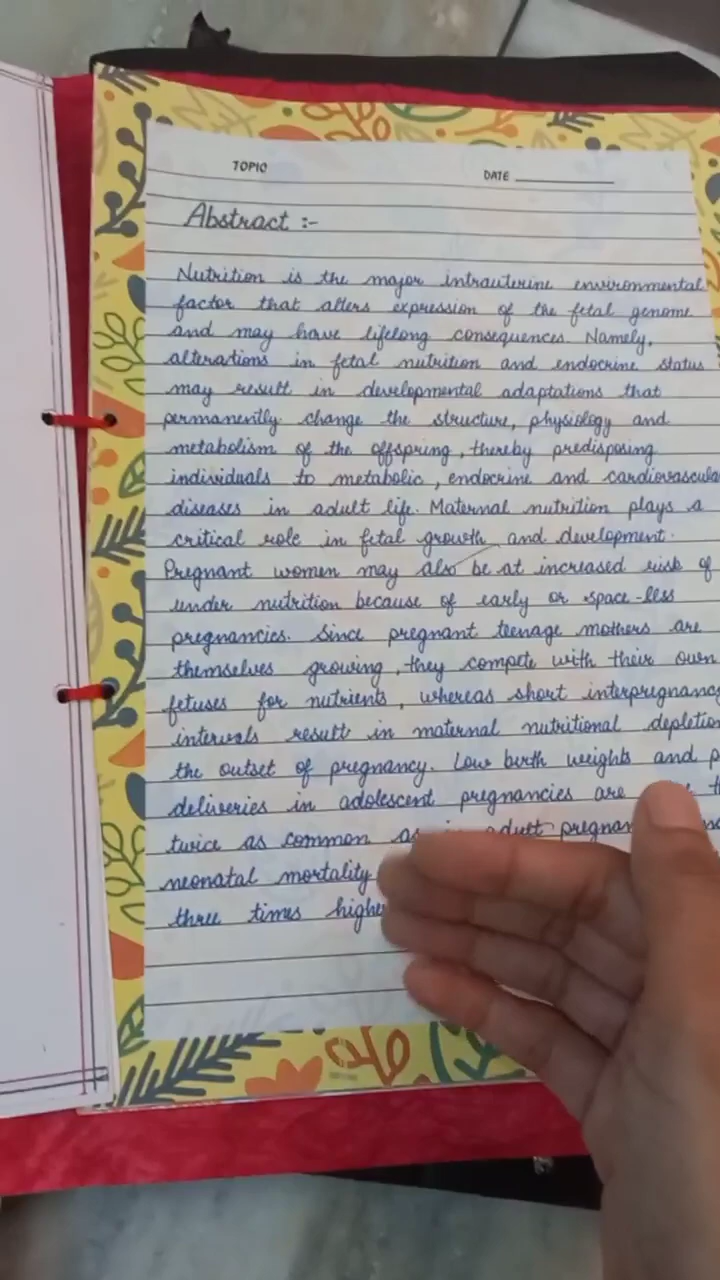 TOPIC
DATE
Abstract :-
Nutrition is the major intrauterine environmental
factor that alters expression of the fetal genome
and may have lifelong consequences. Namely,
alterations in fetal nutrition and endocrine status
may result in developmental adaptations that
permanently change the structure, physiology and
metabolism of the offspring, thereby predisposing
individuals to metabolic, endocrine and cardiovascula
diseases in adult life. Maternal nutrition plays a
critical role in fetal growth and development.
Pregnant women may also be at increased risk of
under nutrition because of early or space-less
pregnancies. Since pregnant teenage mothers are
themselves growing, they compete with their own
fetuses for nutrients, whereas short interpregnanc
intervals result in maternal nutritional depletio
the outset of pregnancy. Low birth weights and p
deliveries in adolescent pregnancies are
twice as common as adult pregnan
neonatal mortality
three times highe